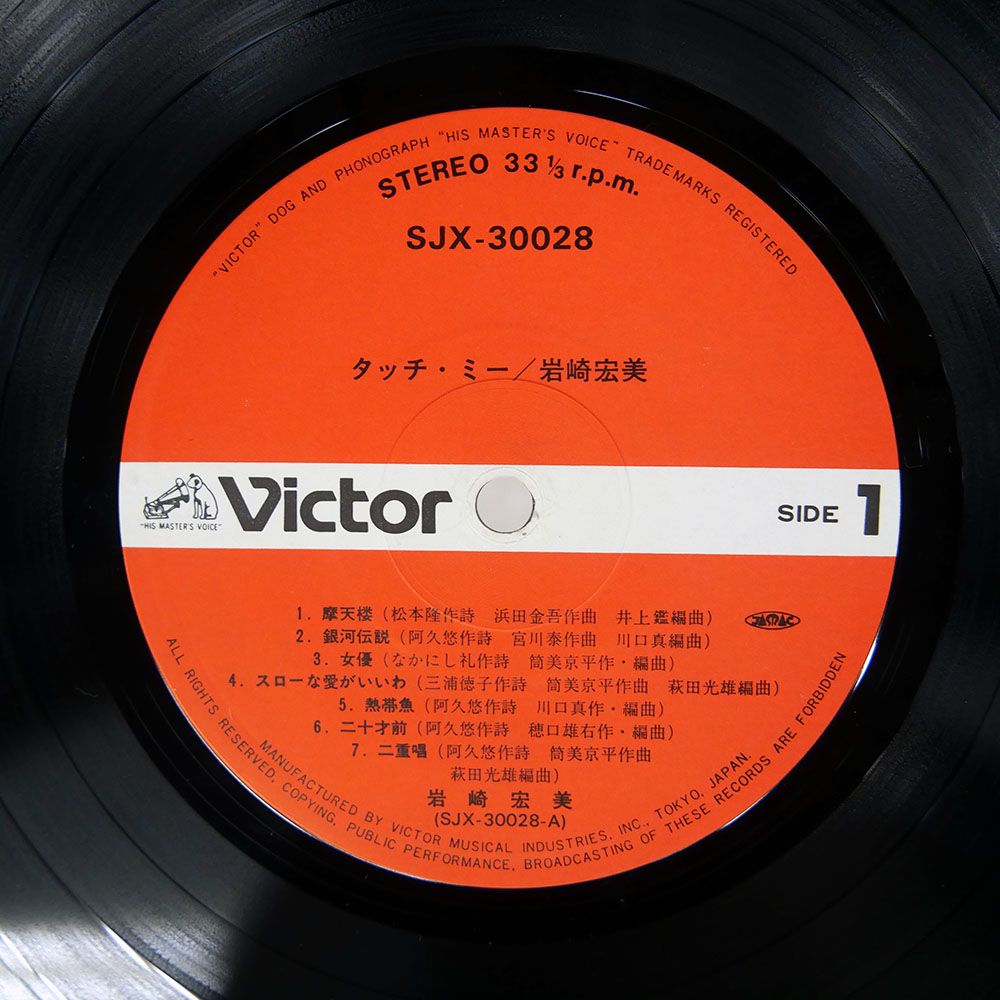 "VICTOR" DOG AND PHONOGRAPH "HIS MASTER'S VOICE" TRADEMARKS REGISTERED
STEREO 33 1/3 r.p.m.
SJX-30028
タッチ・ミー／岩崎宏美
"HIS MASTER'S VOICE"
Victor
SIDE 1
1. 摩天楼（松本隆作詩　浜田金吾作曲　井上鑑編曲）
2. 銀河伝説（阿久悠作詩　宮川泰作曲　川口真編曲）
3. 女優（なかにし礼作詩　筒美京平作・編曲）
4. スローな愛がいいわ（三浦徳子作詩　筒美京平作曲　萩田光雄編曲）
5. 熱帯魚（阿久悠作詩　川口真作・編曲）
6. 二十才前（阿久悠作詩　穂口雄右作・編曲）
7. 二重唱（阿久悠作詩　筒美京平作曲
萩田光雄編曲）
JASRAC
岩崎宏美
(SJX-30028-A)
MANUFACTURED BY VICTOR MUSICAL INDUSTRIES, INC., TOKYO, JAPAN.
ALL RIGHTS RESERVED. COPYING, PUBLIC PERFORMANCE, BROADCASTING OF THESE RECORDS ARE FORBIDDEN